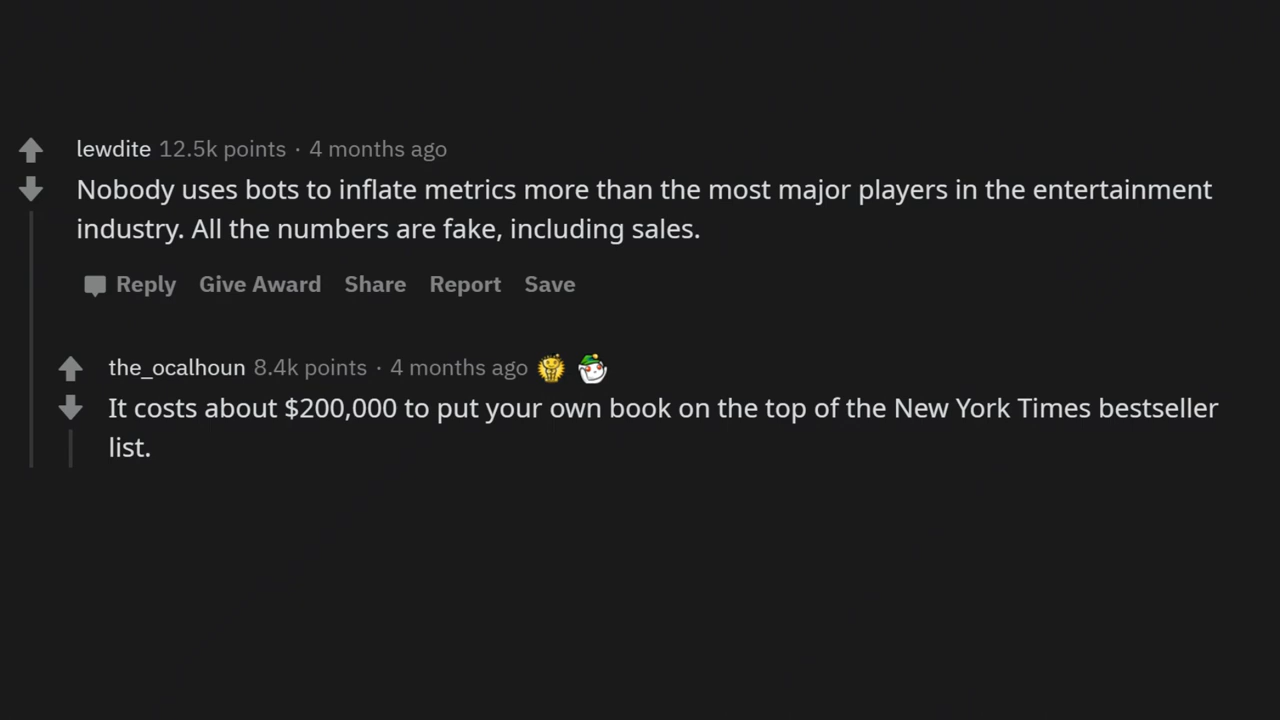 lewdite 12.5k points · 4 months ago
Nobody uses bots to inflate metrics more than the most major players in the entertainment
industry. All the numbers are fake, including sales.
Reply Give Award Share Report Save
the_ocalhoun 8.4k points · 4 months ago
It costs about $200,000 to put your own book on the top of the New York Times bestseller
list.